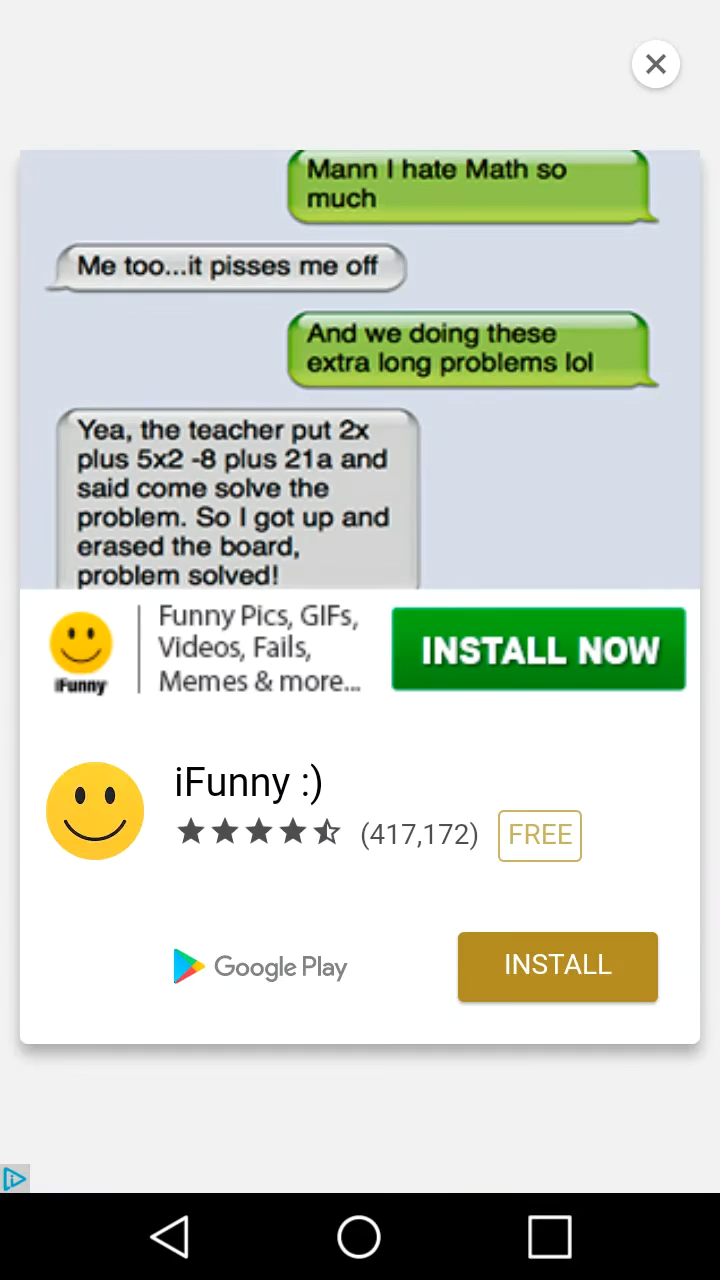 Mann I hate Math so
much
Me too...it pisses me off
And we doing these
extra long problems lol
Yea, the teacher put 2x
plus 5x2 -8 plus 21a and
said come solve the
problem. So I got up and
erased the board,
problem solved!
iFunny
Funny Pics, GIFs,
Videos, Fails,
Memes & more...
INSTALL NOW
iFunny :)
(417,172)
FREE
Google Play
INSTALL